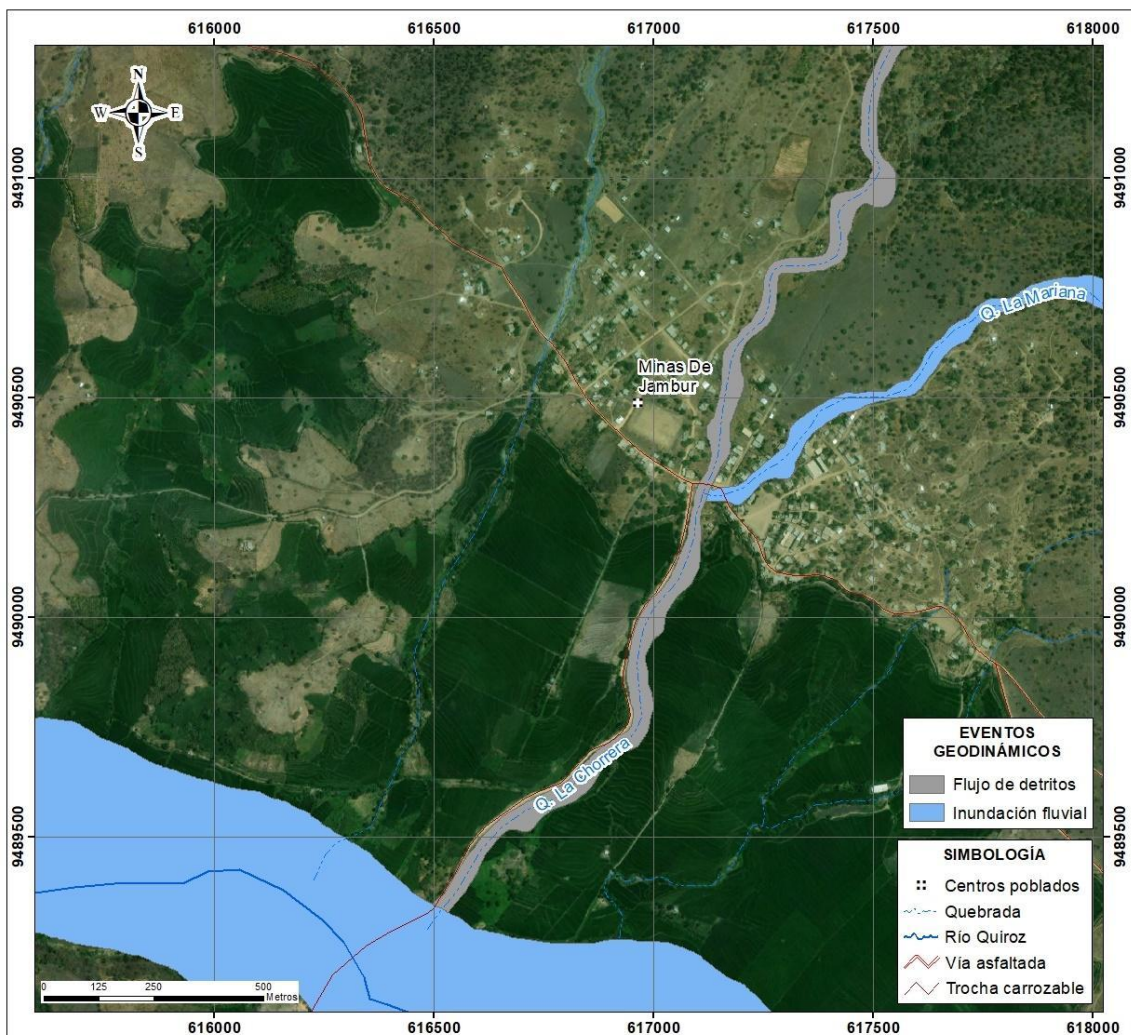 616000 616500 617000 617500 618000
N
W E
S
9491000 9491000
Q. La Mariana
Minas De
Jambur
9490500 9490500
9490000 9490000
EVENTOS
GEODINÁMICOS
Flujo de detritos
Inundación fluvial
Q. La Chorrera
9489500 9489500
SIMBOLOGÍA
Centros poblados
Quebrada
Río Quiroz
Vía asfaltada
Trocha carrozable
0 125 250 500
Metros
616000 616500 617000 617500 618000